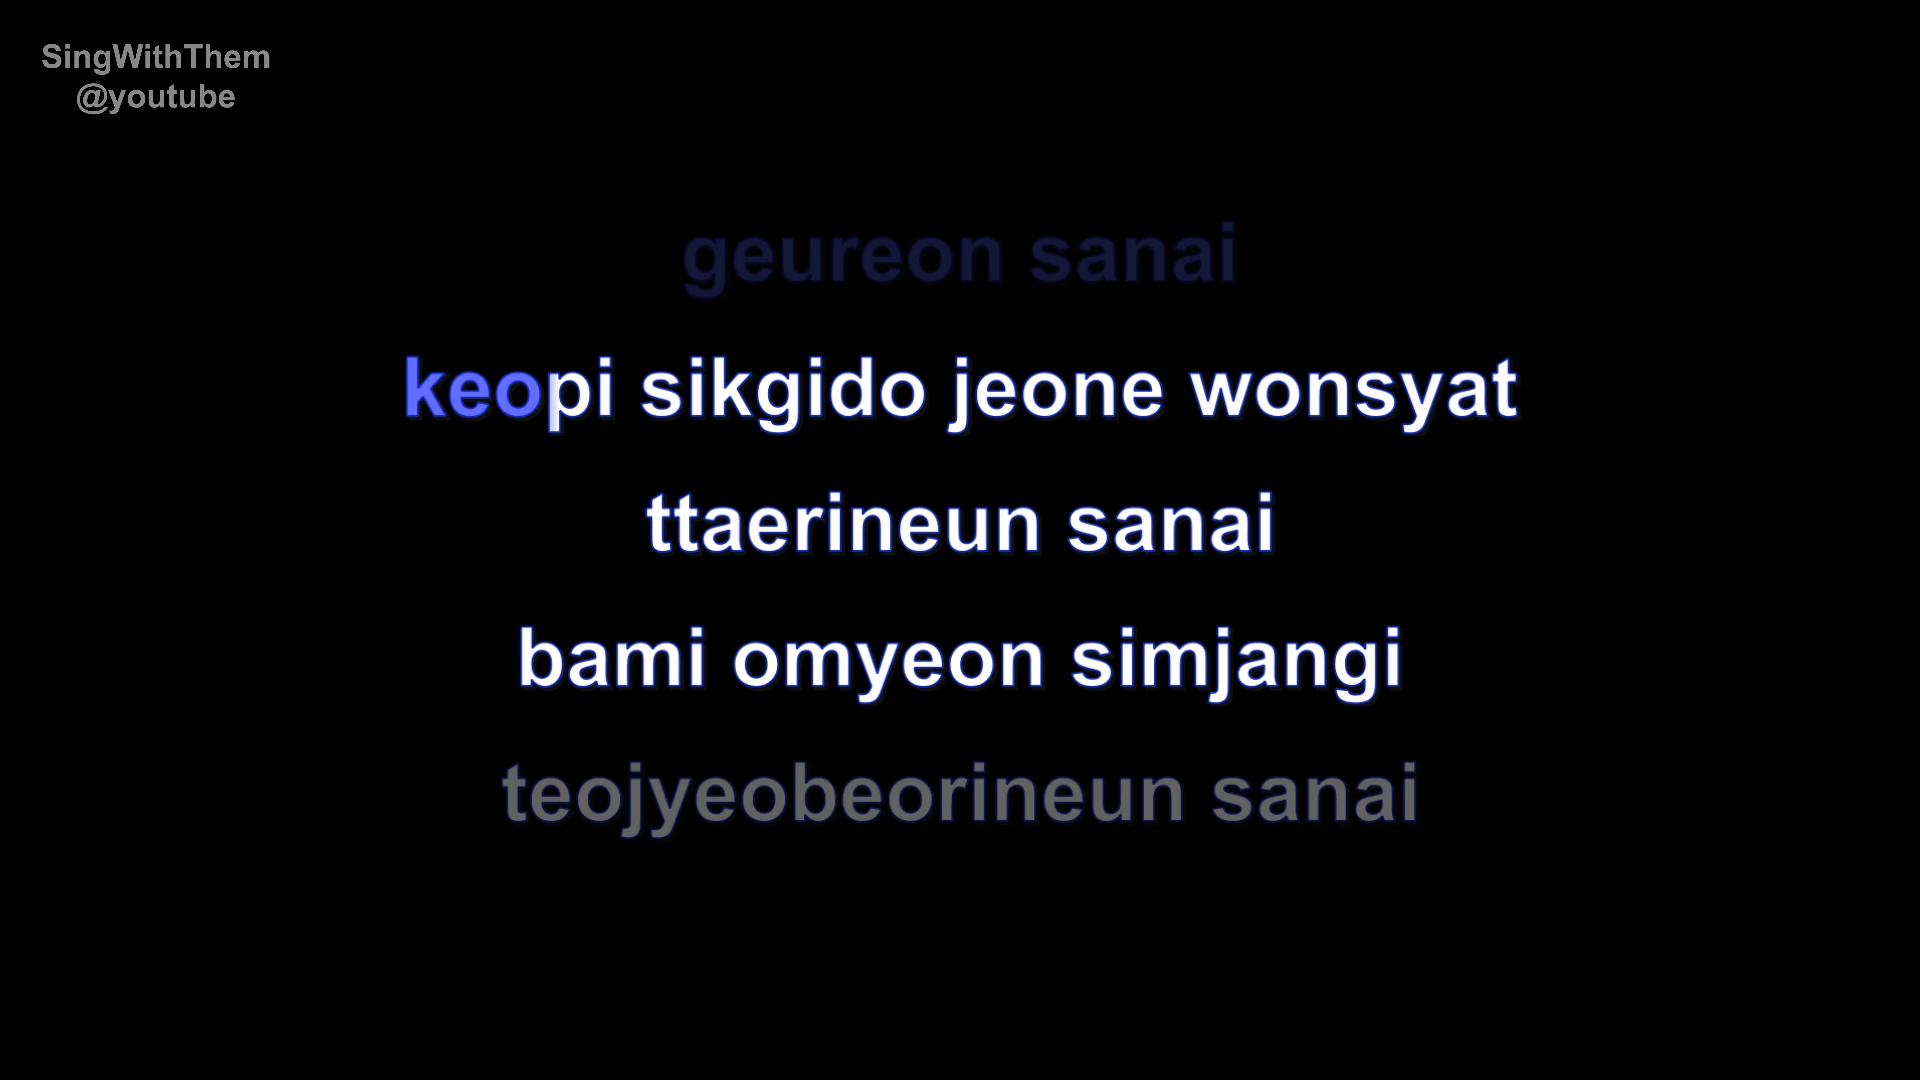 SingWithThem
@youtube
geureon sanai
keopi sikgido jeone wonsyat
ttaerineun sanai
bami omyeon simjangi
teojyeobeorineun sanai